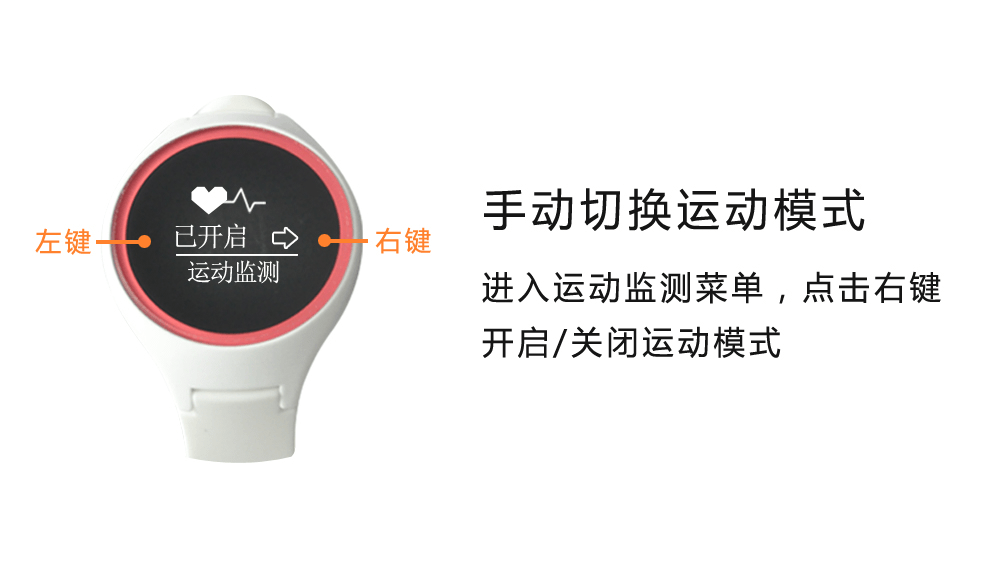 手动切换运动模式
进入运动监测菜单，点击右键
开启/关闭运动模式
左键
右键
已开启
运动监测